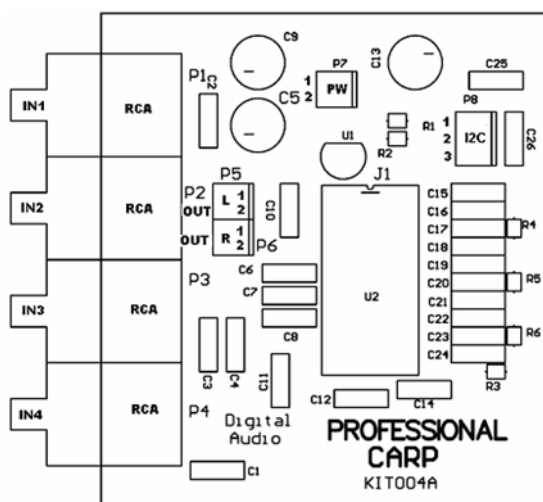 C9
P7
C13
C25
IN1
RCA
P1
C2
C5
1
2
PW
P8
R1
R2
1
2
3
I2C
C26
U1
J1
IN2
RCA
P2
OUT
P5
L 1
2
OUT
R 1
2
P6
C10
C15
C16
C17
R4
C18
C19
C20
R5
C21
C22
C23
R6
C24
R3
C6
C7
C8
U2
IN3
RCA
P3
C3
C4
C11
C12
C14
IN4
RCA
P4
Digital
Audio
C1
PROFESSIONAL
CARP
KIT004A